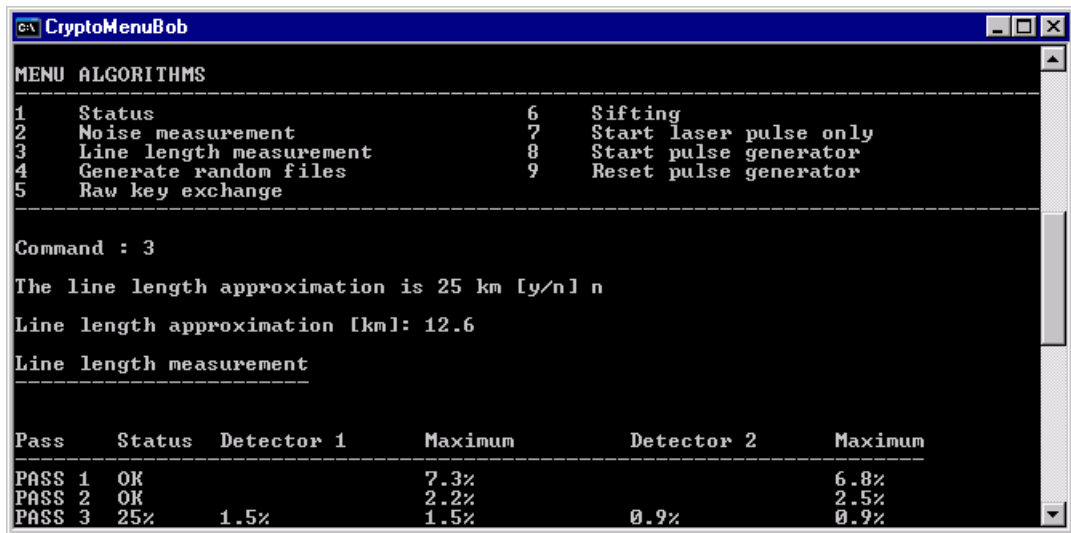 CryptoMenuBob
MENU ALGORITHMS
1 Status 6 Sifting
2 Noise measurement 7 Start laser pulse only
3 Line length measurement 8 Start pulse generator
4 Generate random files 9 Reset pulse generator
5 Raw key exchange
Command : 3
The line length approximation is 25 km [y/n] n
Line length approximation [km]: 12.6
Line length measurement
Pass Status Detector 1 Maximum Detector 2 Maximum
PASS 1 OK 7.3% 6.8%
PASS 2 OK 2.2% 2.5%
PASS 3 25% 1.5% 1.5% 0.9% 0.9%